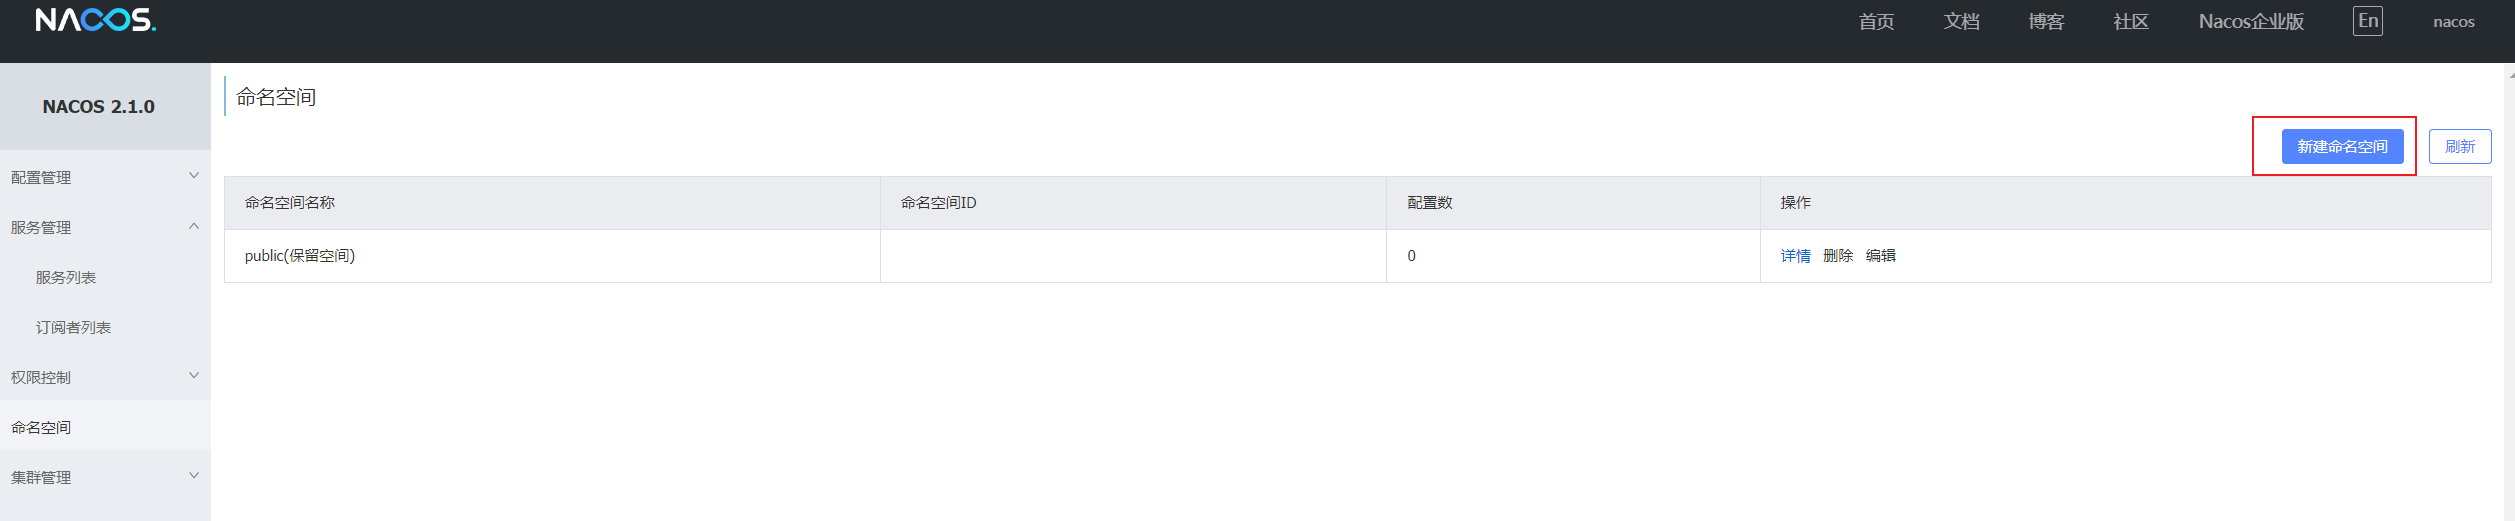 NACOS.
首页 文档 博客 社区 Nacos企业版 En nacos
NACOS 2.1.0
配置管理
服务管理
服务列表
订阅者列表
权限控制
命名空间
集群管理
命名空间
新建命名空间 刷新
命名空间名称 命名空间ID 配置数 操作
public(保留空间) 0 详情 删除 编辑